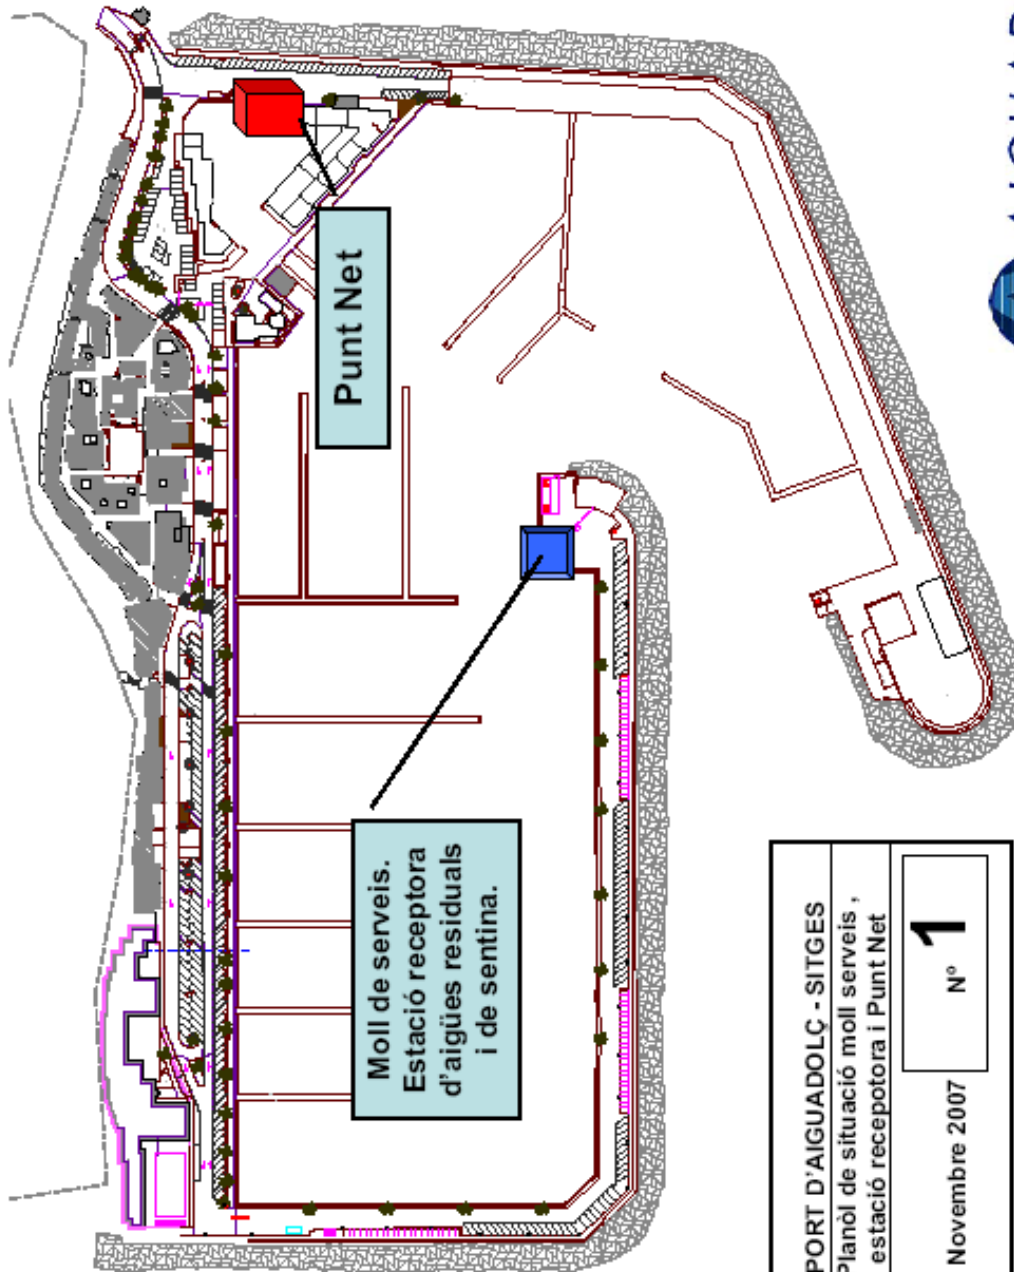 Punt Net
Moll de serveis.
Estació receptora
d'aigües residuals
i de sentina.
PORT D'AIGUADOLÇ - SITGES
Planòl de situació moll serveis ,
estació recepotora i Punt Net
Novembre 2007
Nº 1